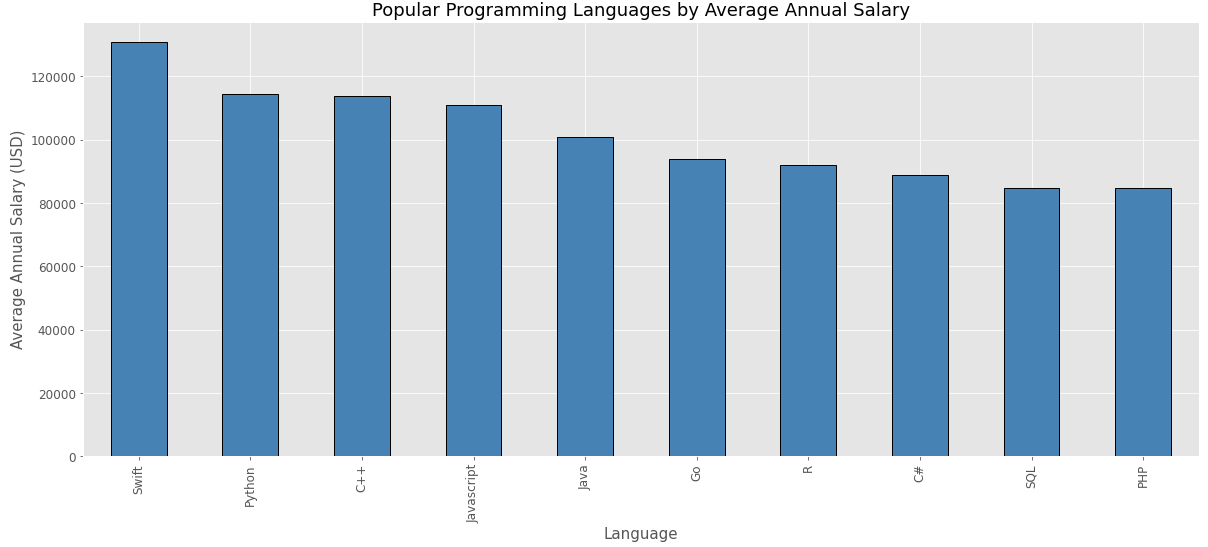 Popular Programming Languages by Average Annual Salary
Average Annual Salary (USD)
120000
100000
80000
60000
40000
20000
0
Swift
Python
C++
Javascript
Java
Go
R
C#
SQL
PHP
Language